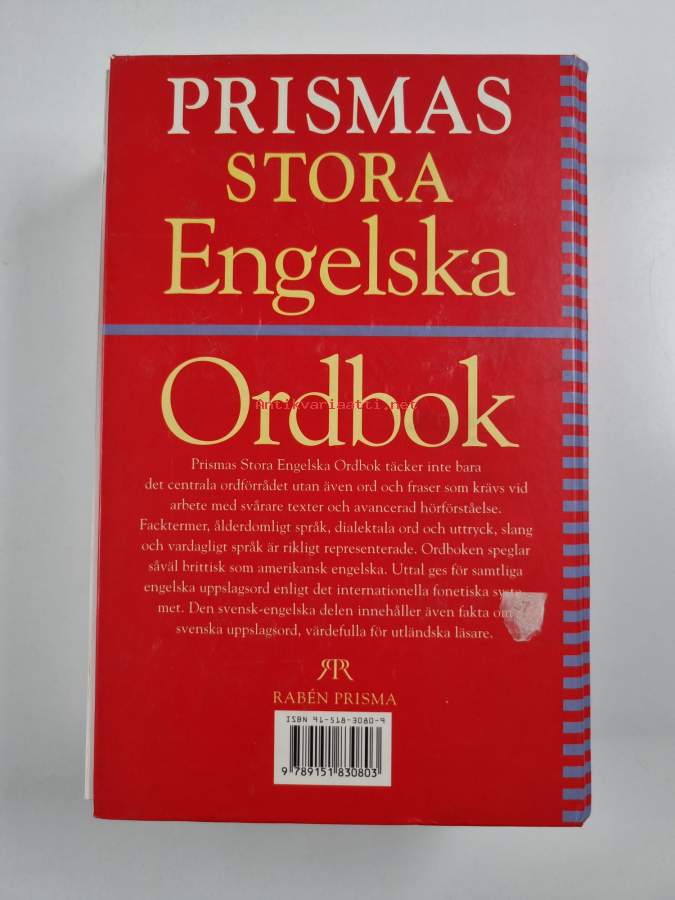 PRISMAS
STORA
Engelska
Ordbok
Antikvariaatti.net
Prismas Stora Engelska Ordbok täcker inte bara
det centrala ordförrådet utan även ord och fraser som krävs vid
arbete med svårare texter och avancerad hörförståelse.
Facktermer, ålderdomligt språk, dialektala ord och uttryck, slang
och vardagligt språk är rikligt representerade. Ordboken speglar
såväl brittisk som amerikansk engelska. Uttal ges för samtliga
engelska uppslagsord enligt det internationella fonetiska
met. Den svensk-engelska delen innehåller även fakta om
svenska uppslagsord, värdefulla för utländska läsare.
RABÉN PRISMA
ISBN 91-518-3080-9
9 789151 830803